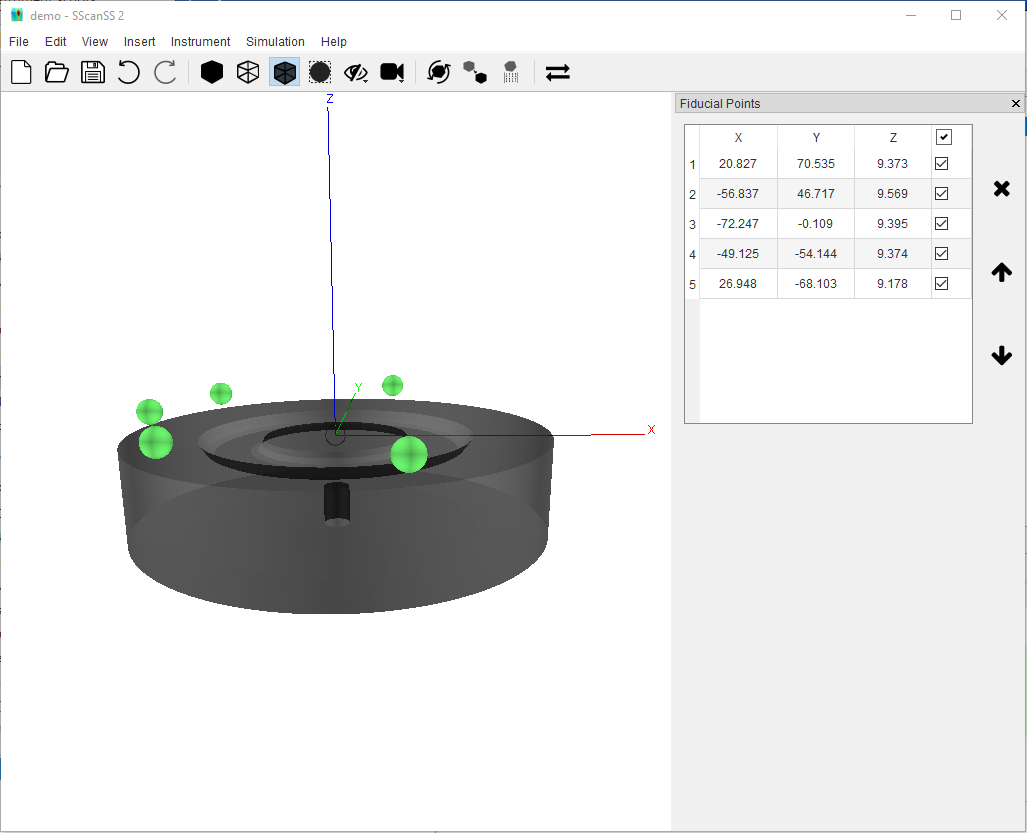 demo - SScanSS 2
File Edit View Insert Instrument Simulation Help
Fiducial Points
X Y Z
1 20.827 70.535 9.373
2 -56.837 46.717 9.569
3 -72.247 -0.109 9.395
4 -49.125 -54.144 9.374
5 26.948 -68.103 9.178
Z
Y
X